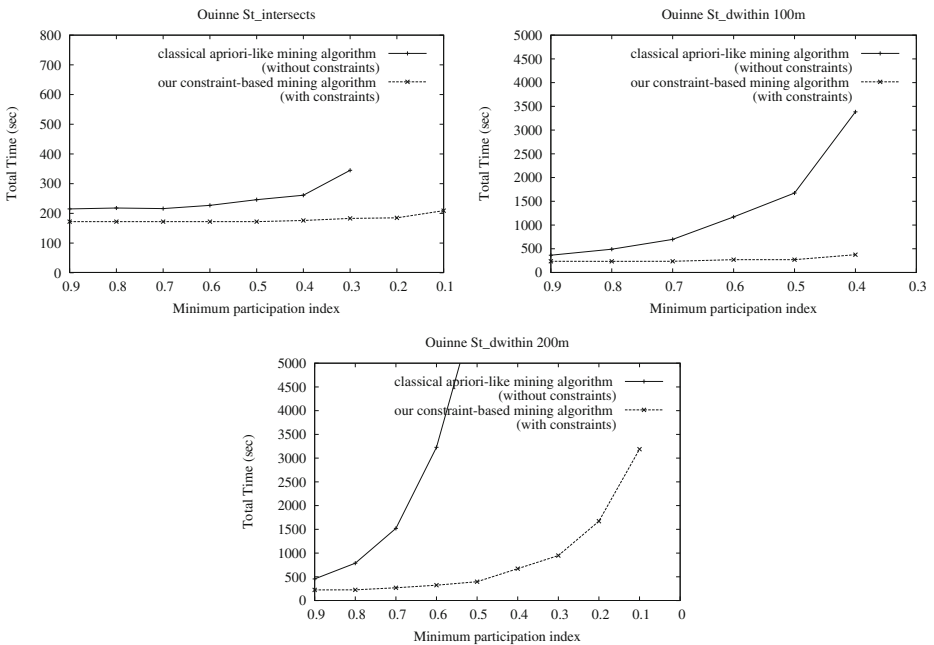 Ouinne St_intersects
800
700
600
500
400
300
200
100
0
Total Time (sec)
classical apriori-like mining algorithm
(without constraints)
our constraint-based mining algorithm
(with constraints)
0.9 0.8 0.7 0.6 0.5 0.4 0.3 0.2 0.1
Minimum participation index
Ouinne St_dwithin 100m
5000
4500
4000
3500
3000
2500
2000
1500
1000
500
0
Total Time (sec)
classical apriori-like mining algorithm
(without constraints)
our constraint-based mining algorithm
(with constraints)
0.9 0.8 0.7 0.6 0.5 0.4 0.3
Minimum participation index
Ouinne St_dwithin 200m
5000
4500
4000
3500
3000
2500
2000
1500
1000
500
0
Total Time (sec)
classical apriori-like mining algorithm
(without constraints)
our constraint-based mining algorithm
(with constraints)
0.9 0.8 0.7 0.6 0.5 0.4 0.3 0.2 0.1 0
Minimum participation index